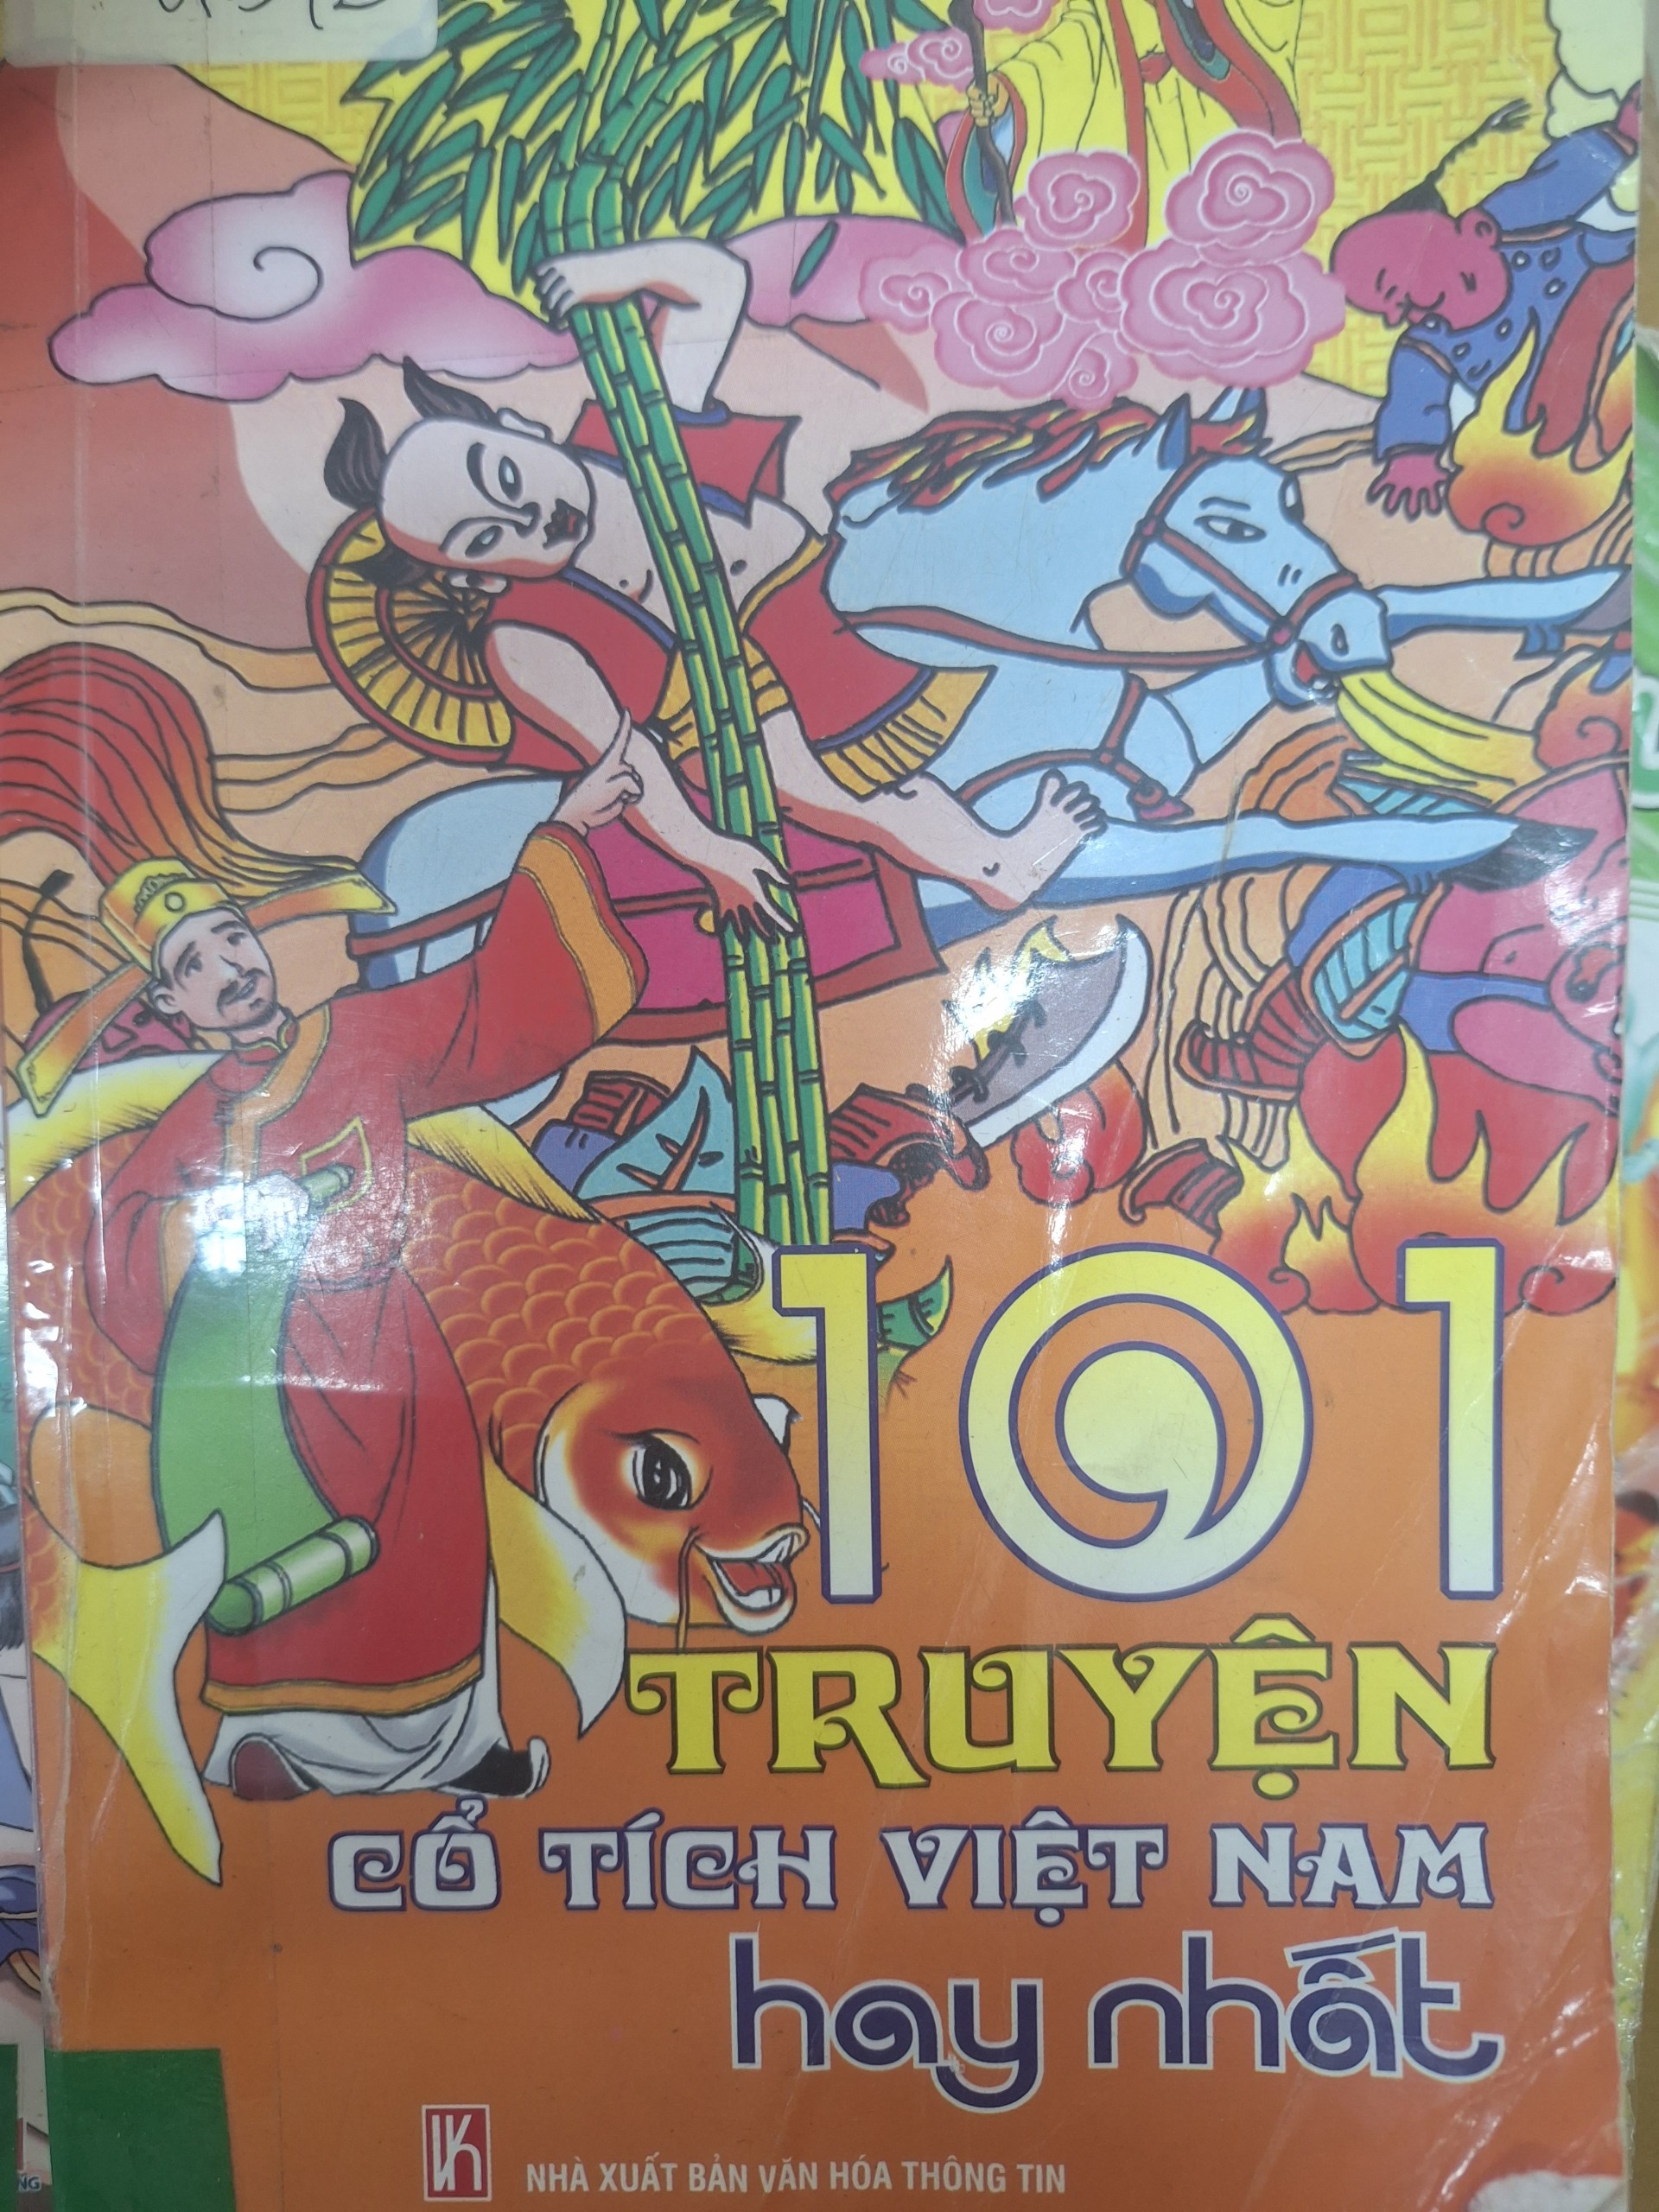 101
TRUYỆN
CỔ TÍCH VIỆT NAM
hay nhất
NHÀ XUẤT BẢN VĂN HÓA THÔNG TIN